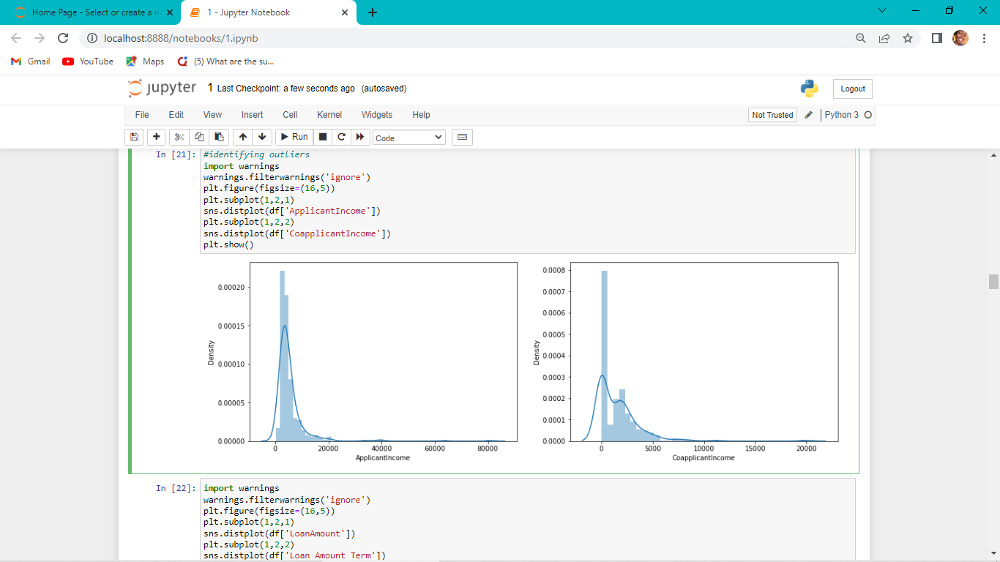 Home Page - Select or create a n
1 - Jupyter Notebook
localhost:8888/notebooks/1.ipynb
Gmail
YouTube
Maps
(5) What are the su...
jupyter 1 Last Checkpoint: a few seconds ago (autosaved)
Logout
File Edit View Insert Cell Kernel Widgets Help
Not Trusted
Python 3
Run
Code
In [21]: #identifying outliers
import warnings
warnings.filterwarnings('ignore')
plt.figure(figsize=(16,5))
plt.subplot(1,2,1)
sns.distplot(df['ApplicantIncome'])
plt.subplot(1,2,2)
sns.distplot(df['CoapplicantIncome'])
plt.show()
Density
0.00020
0.00015
0.00010
0.00005
0.00000
0 20000 40000 60000 80000
ApplicantIncome
Density
0.0008
0.0007
0.0006
0.0005
0.0004
0.0003
0.0002
0.0001
0.0000
0 5000 10000 15000 20000
CoapplicantIncome
In [22]: import warnings
warnings.filterwarnings('ignore')
plt.figure(figsize=(16,5))
plt.subplot(1,2,1)
sns.distplot(df['LoanAmount'])
plt.subplot(1,2,2)
sns.distplot(df['Loan Amount Term'])